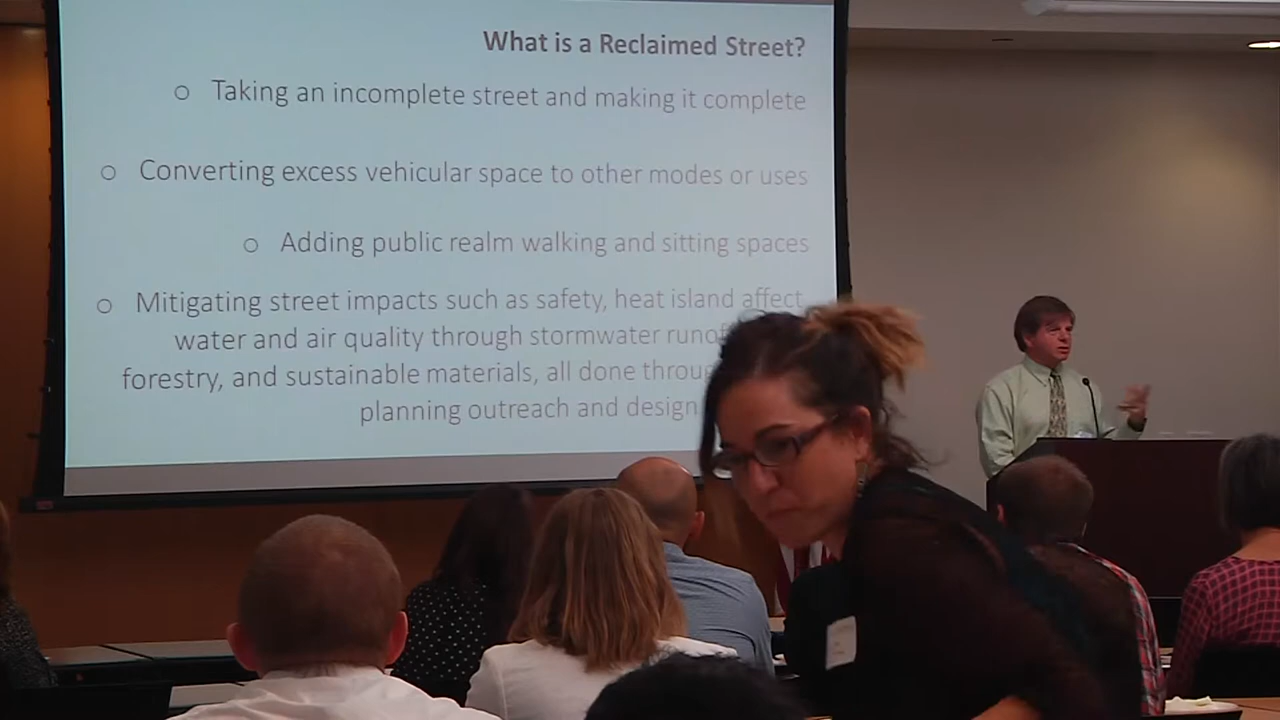 What is a Reclaimed Street?
○ Taking an incomplete street and making it complete
○ Converting excess vehicular space to other modes or uses
○ Adding public realm walking and sitting spaces
○ Mitigating street impacts such as safety, heat island affect,
water and air quality through stormwater
forestry, and sustainable materials, all done
planning outreach and design